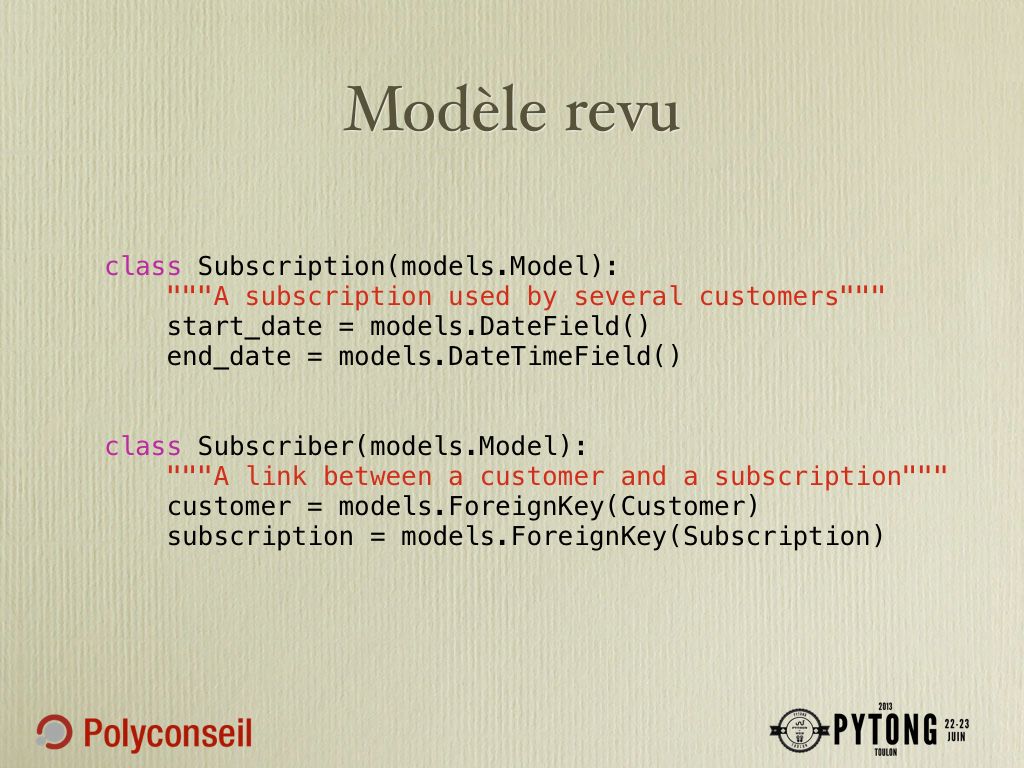 Modèle revu
class Subscription(models.Model):
    """A subscription used by several customers"""
    start_date = models.DateField()
    end_date = models.DateTimeField()
class Subscriber(models.Model):
    """A link between a customer and a subscription"""
    customer = models.ForeignKey(Customer)
    subscription = models.ForeignKey(Subscription)
Polyconseil
2013
PYTONG
TOULON
22-23
JUIN